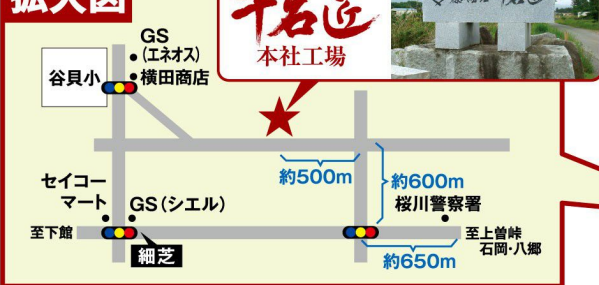 拡大図
本社工場
GS
(エネオス)
横田商店
谷貝小
約500m
約600m
セイコー
マート
GS(シエル)
桜川警察署
至下館
細芝
約650m
至上曽峠
石岡・八郷